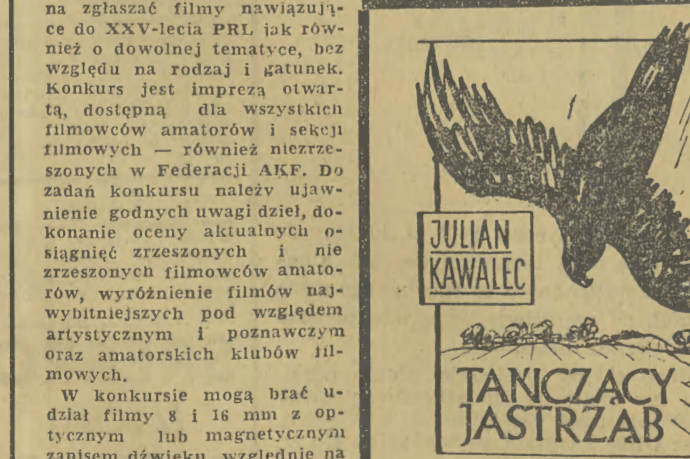 na zgłaszać filmy nawiązują-
ce do XXV-lecia PRL jak rów-
nież o dowolnej tematyce, bez
względu na rodzaj i gatunek.
Konkurs jest imprezą otwar-
tą, dostępną dla wszystkich
filmowców amatorów i sekcji
filmowych — również niezrze-
szonych w Federacji AKF. Do
zadań konkursu należy ujaw-
nienie godnych uwagi dzieł, do-
konanie oceny aktualnych o-
siągnięć zrzeszonych i nie
zrzeszonych filmowców amato-
rów, wyróżnienie filmów naj-
wybitniejszych pod względem
artystycznym i poznawczym
oraz amatorskich klubów fil-
mowych.
W konkursie mogą brać u-
dział filmy 8 i 16 mm z op-
tycznym lub magnetycznym
zapisem dźwięku, względnie na
JULIAN
KAWALEC
TAŃCZĄCY
JASTRZĄB